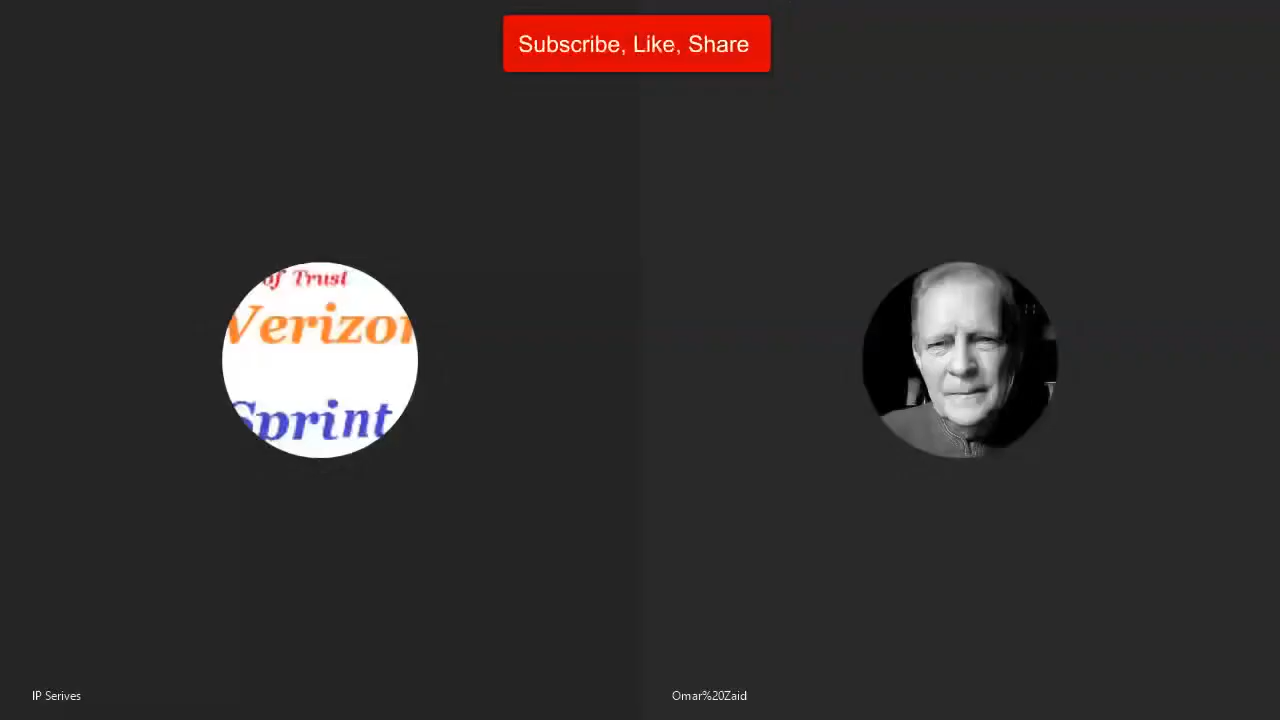 Subscribe, Like, Share
of Trust
Verizon
Sprint
IP Serives
Omar%20Zaid